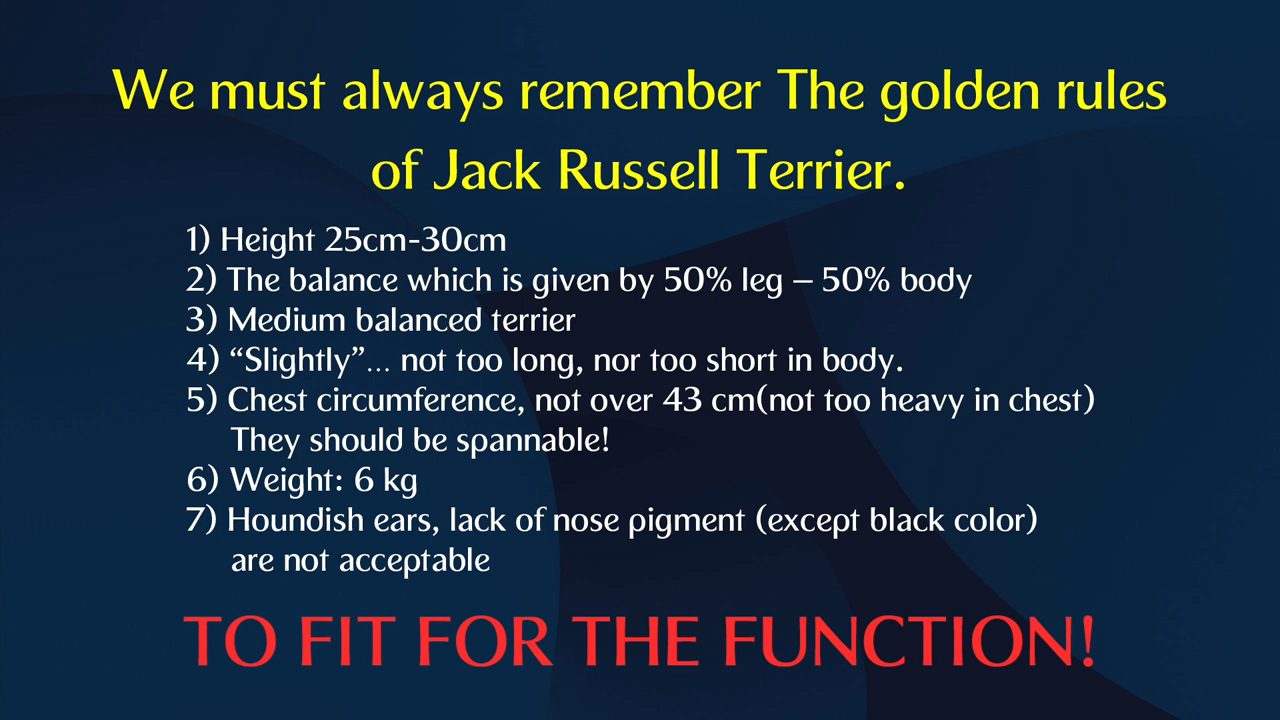 We must always remember The golden rules
of Jack Russell Terrier.
1) Height 25cm-30cm
2) The balance which is given by 50% leg – 50% body
3) Medium balanced terrier
4) “Slightly”... not too long, nor too short in body.
5) Chest circumference, not over 43 cm(not too heavy in chest)
They should be spannable!
6) Weight: 6 kg
7) Houndish ears, lack of nose pigment (except black color)
are not acceptable
TO FIT FOR THE FUNCTION!